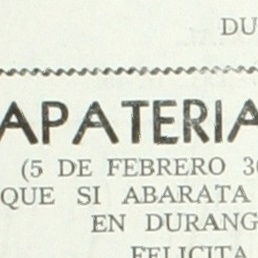 DU
APATERIA
(5 DE FEBRERO 30
QUE SI ABARATA
EN DURANG
FELICITA